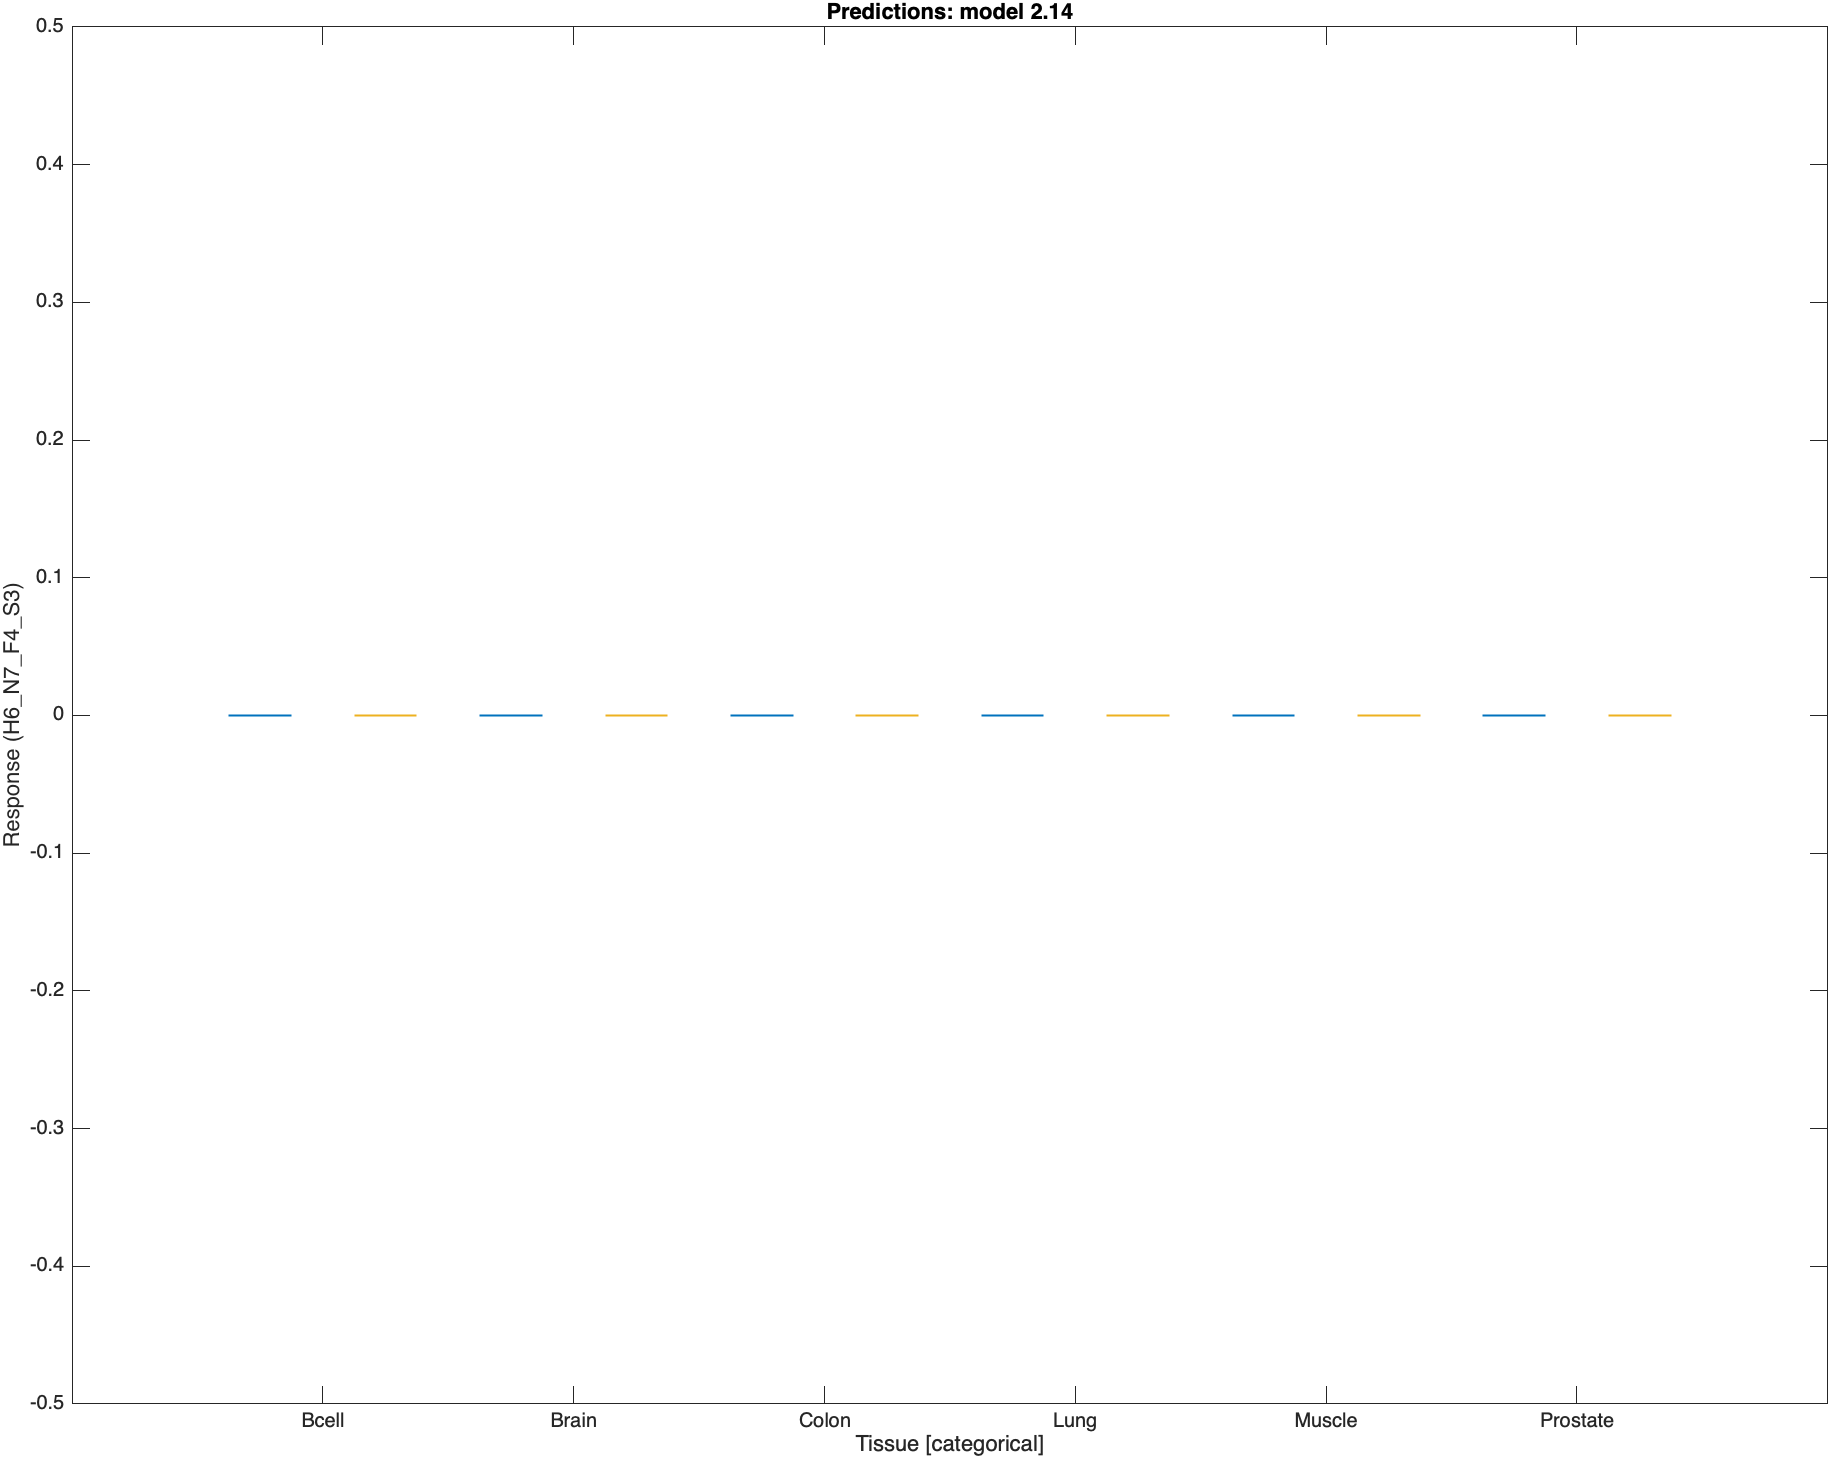 Predictions: model 2.14
0.5
0.4
0.3
0.2
0.1
0
-0.1
-0.2
-0.3
-0.4
-0.5
Response (H6_N7_F4_S3)
Bcell Brain Colon Lung Muscle Prostate
Tissue [categorical]